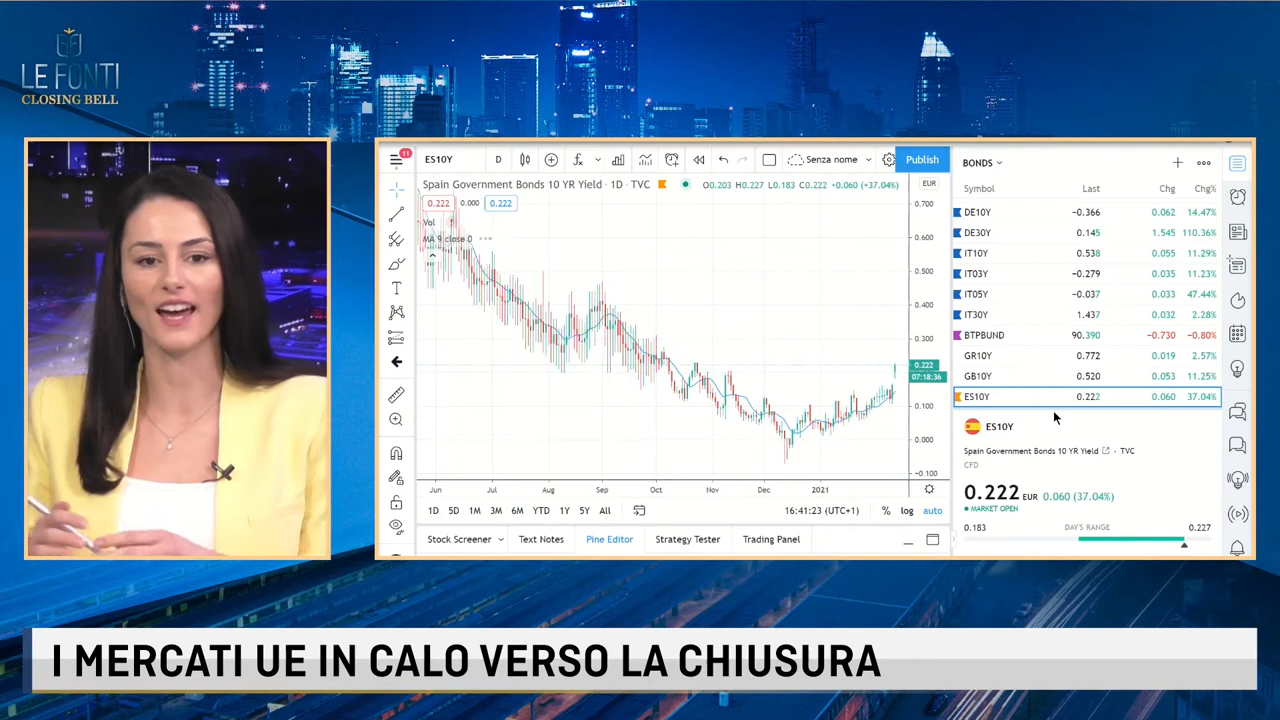 LE FONTI
CLOSING BELL
11
ES10Y
D
Senza nome
Publish
Spain Government Bonds 10 YR Yield · 1D · TVC
O0.203 H0.227 L0.183 C0.222 +0.060 (+37.04%)
EUR
0.222 0.000 0.222
Vol
MA 9 close 0
0.700
0.600
0.500
0.400
0.300
0.222
07:18:36
0.100
0.000
−0.100
Jun Jul Aug Sep Oct Nov Dec 2021
1D 5D 1M 3M 6M YTD 1Y 5Y All
16:41:23 (UTC+1) % log auto
Stock Screener Text Notes Pine Editor Strategy Tester Trading Panel
BONDS
Symbol Last Chg Chg%
DE10Y −0.366 0.062 14.47%
DE30Y 0.145 1.545 110.36%
IT10Y 0.538 0.055 11.29%
IT03Y −0.279 0.035 11.23%
IT05Y −0.037 0.033 47.44%
IT30Y 1.437 0.032 2.28%
BTPBUND 90.390 −0.730 −0.80%
GR10Y 0.772 0.019 2.57%
GB10Y 0.520 0.053 11.25%
ES10Y 0.222 0.060 37.04%
ES10Y
Spain Government Bonds 10 YR Yield · TVC
CFD
0.222 EUR 0.060 (37.04%)
MARKET OPEN
0.183 DAY'S RANGE 0.227
I MERCATI UE IN CALO VERSO LA CHIUSURA